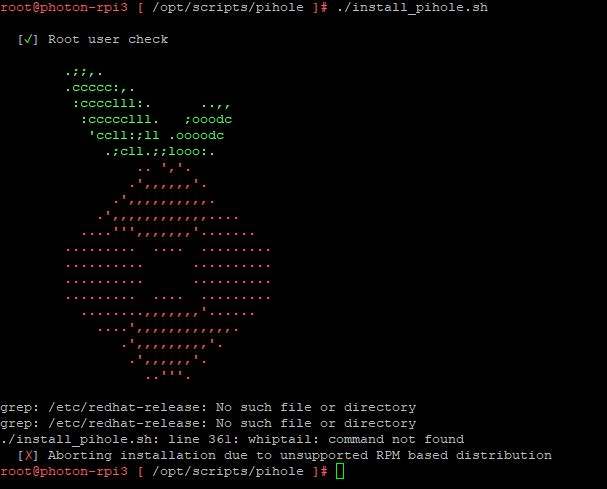 root@photon-rpi3 [ /opt/scripts/pihole ]# ./install_pihole.sh
[✓] Root user check
.;;,.
.ccccc:,.
:cccclll:.      ..,,
:ccccclll.   ;ooodc
'ccll:;ll .oooodc
.;cll.;;looo:.
.. ','.
.',,,,,,'.
.',,,,,,,,,,.
.',,,,,,,,,,,,....
....''',,,,,,,'.......
.........  ....  .........
..........      ..........
..........      ..........
.........  ....  .........
........,,,,,,,'......
....',,,,,,,,,,,,.
.',,,,,,,,,'.
.',,,,,,'.
..'''.
grep: /etc/redhat-release: No such file or directory
grep: /etc/redhat-release: No such file or directory
./install_pihole.sh: line 361: whiptail: command not found
[X] Aborting installation due to unsupported RPM based distribution
root@photon-rpi3 [ /opt/scripts/pihole ]#